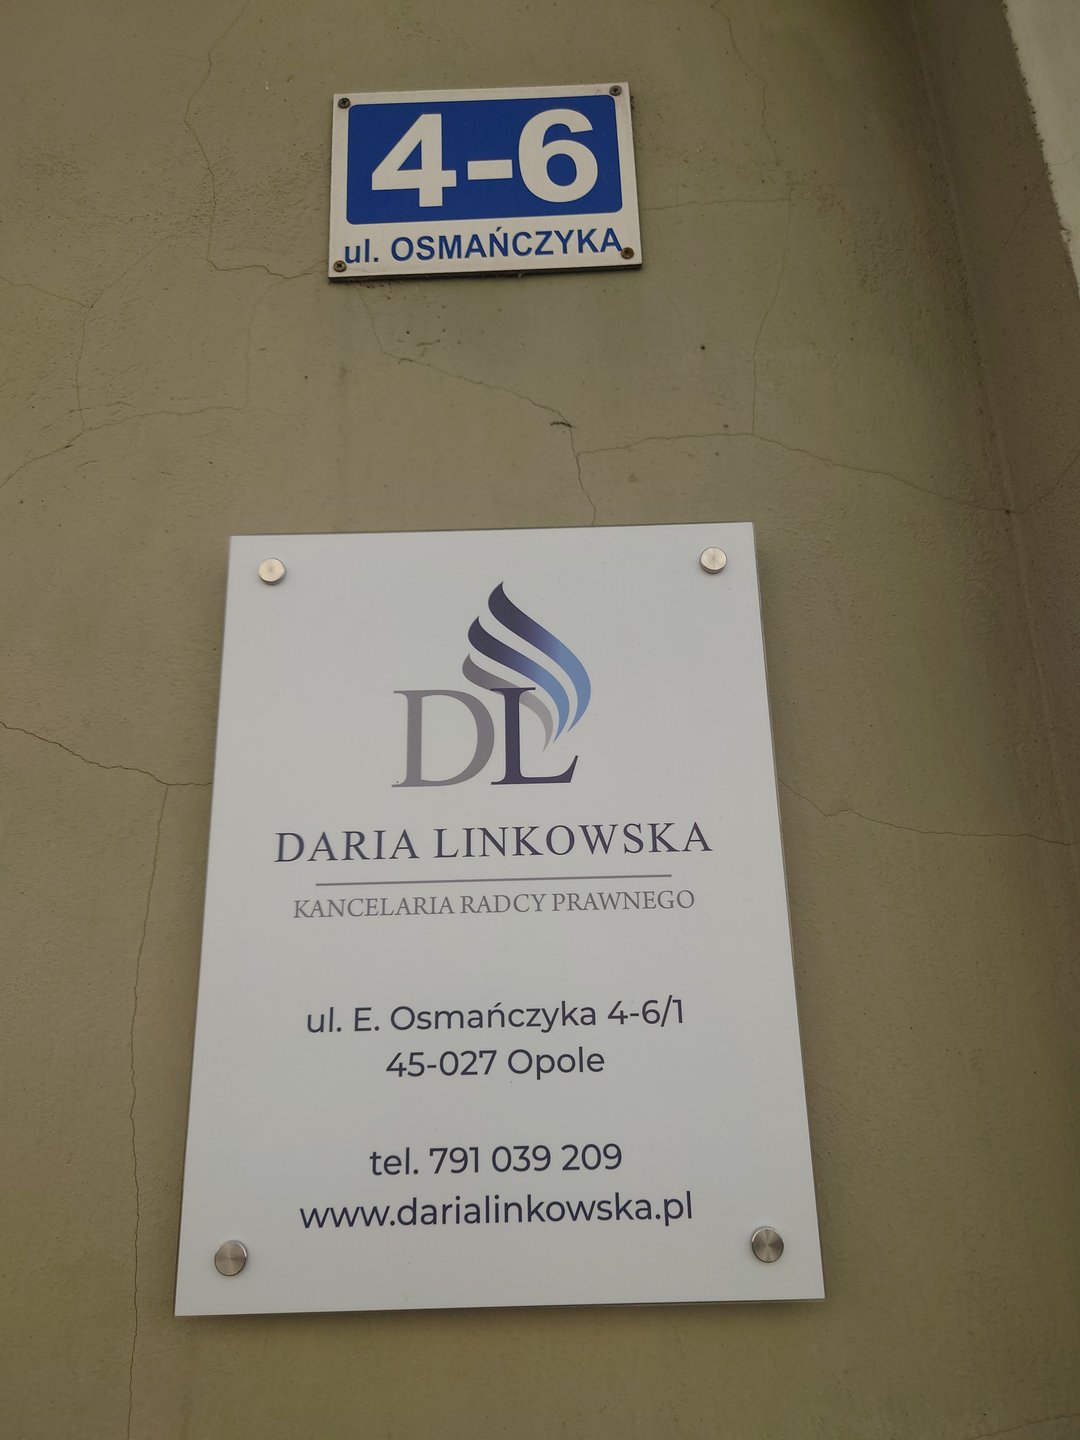 4-6
ul. OSMAŃCZYKA
DL
DARIA LINKOWSKA
KANCELARIA RADCY PRAWNEGO
ul. E. Osmańczyka 4-6/1
45-027 Opole
tel. 791 039 209
www.darialinkowska.pl